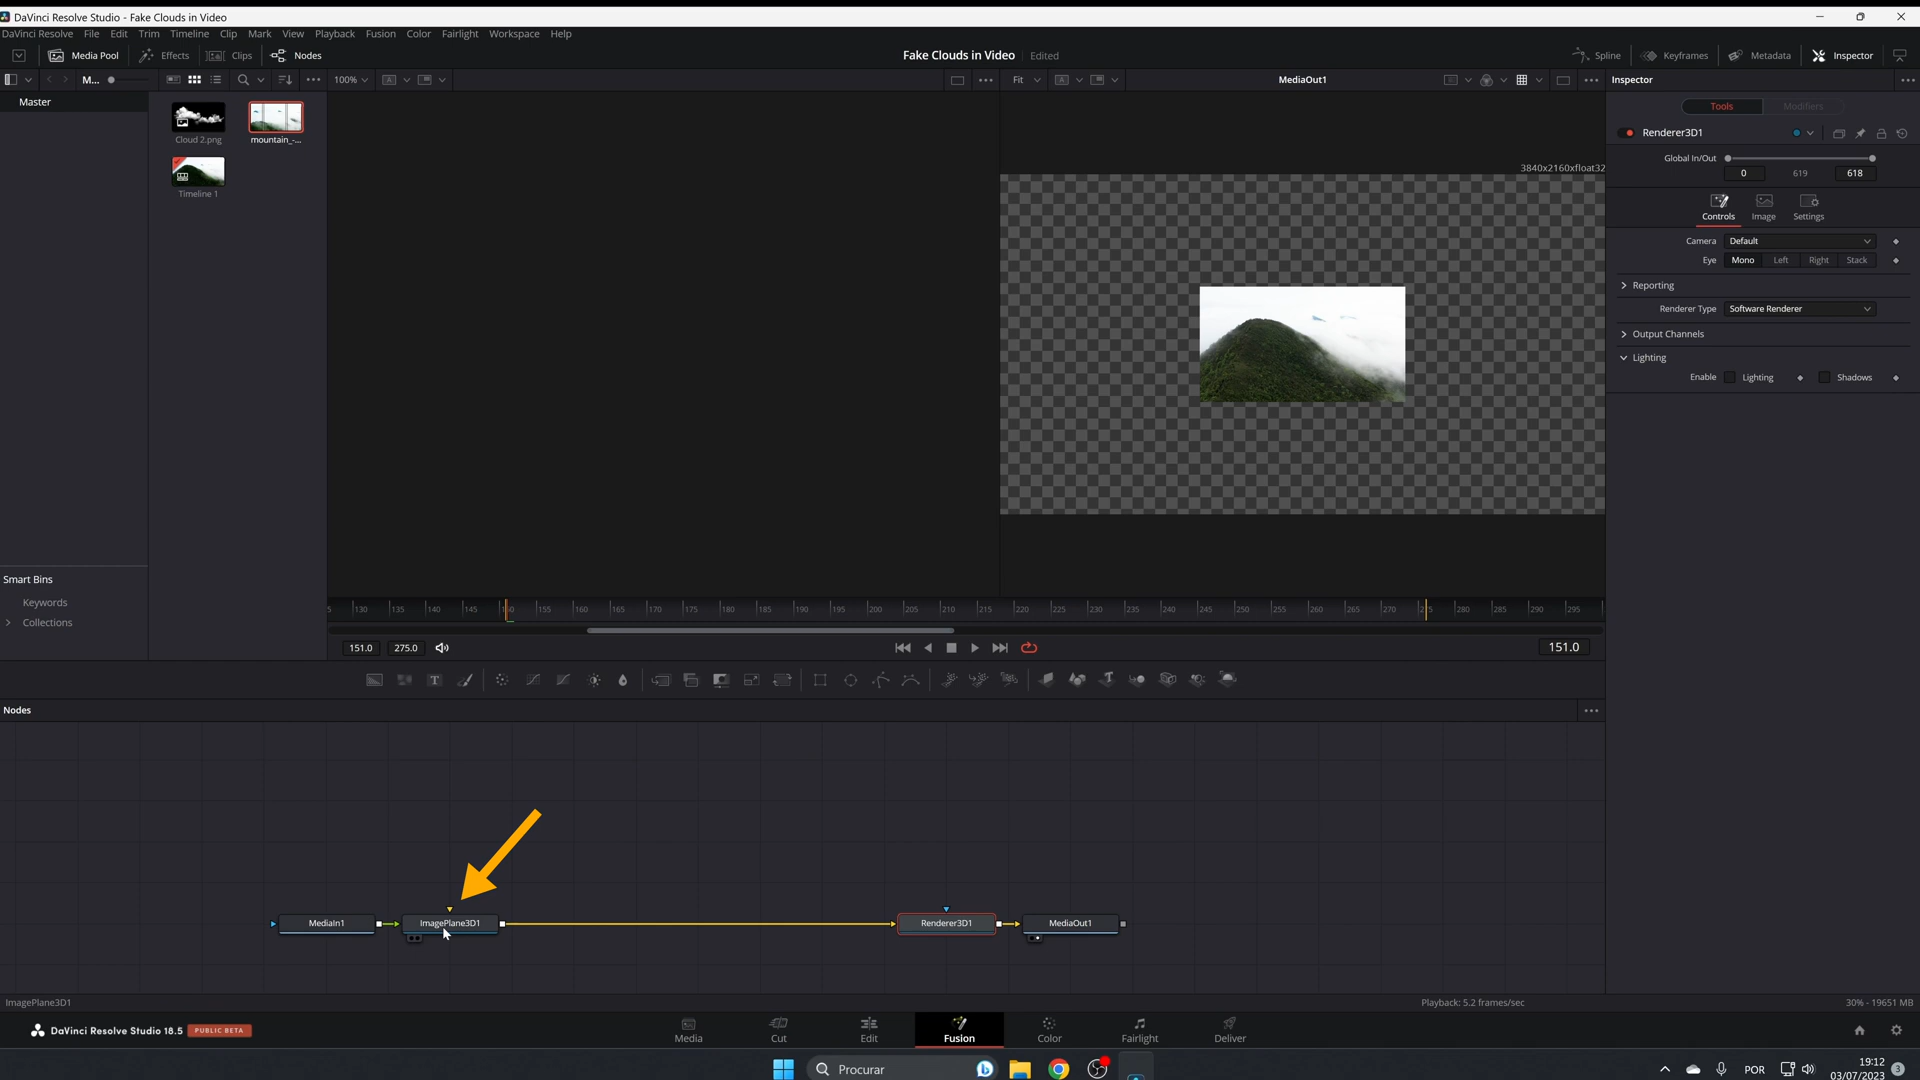 DaVinci Resolve Studio - Fake Clouds in Video
DaVinci Resolve File Edit Trim Timeline Clip Mark View Playback Fusion Color Fairlight Workspace Help
Media Pool Effects Clips Nodes Fake Clouds in Video Edited Spline Keyframes Metadata Inspector
M... 100% Fit MediaOut1 Inspector
Master
Cloud 2.png
mountain_-...
Timeline 1
3840x2160xfloat32
Tools Modifiers
Renderer3D1
Global In/Out
0 619 618
Controls Image Settings
Camera Default
Eye Mono Left Right Stack
Reporting
Renderer Type Software Renderer
Output Channels
Lighting
Enable Lighting Shadows
Smart Bins
Keywords
Collections
5 130 135 140 145 155 160 165 170 175 180 185 190 195 200 205 210 215 220 225 230 235 240 245 250 255 260 265 270 280 285 290 295
151.0 275.0 151.0
Nodes
MediaIn1 ImagePlane3D1 Renderer3D1 MediaOut1
ImagePlane3D1 Playback: 5.2 frames/sec 30% - 19651 MB
DaVinci Resolve Studio 18.5 PUBLIC BETA
Media Cut Edit Fusion Color Fairlight Deliver
Procurar
POR
19:12
03/07/2023
3